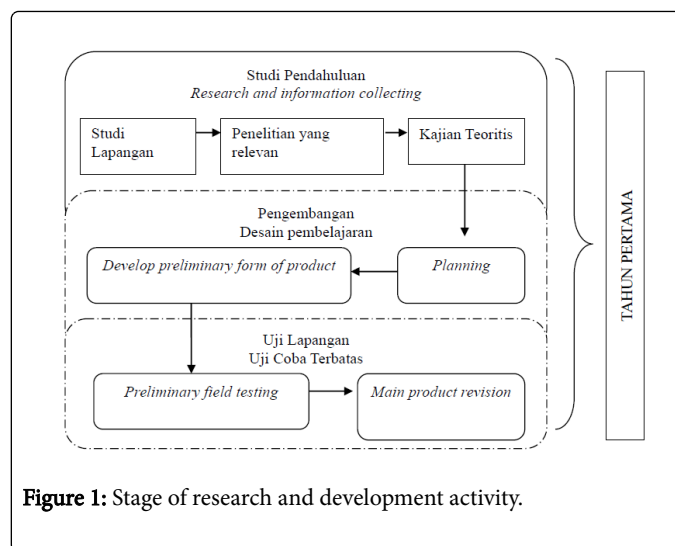 Studi Pendahuluan
Research and information collecting
Studi
Lapangan
Penelitian yang
relevan
Kajian Teoritis
Pengembangan
Desain pembelajaran
Develop preliminary form of product
Planning
Uji Lapangan
Uji Coba Terbatas
Preliminary field testing
Main product revision
TAHUN PERTAMA
Figure 1: Stage of research and development activity.